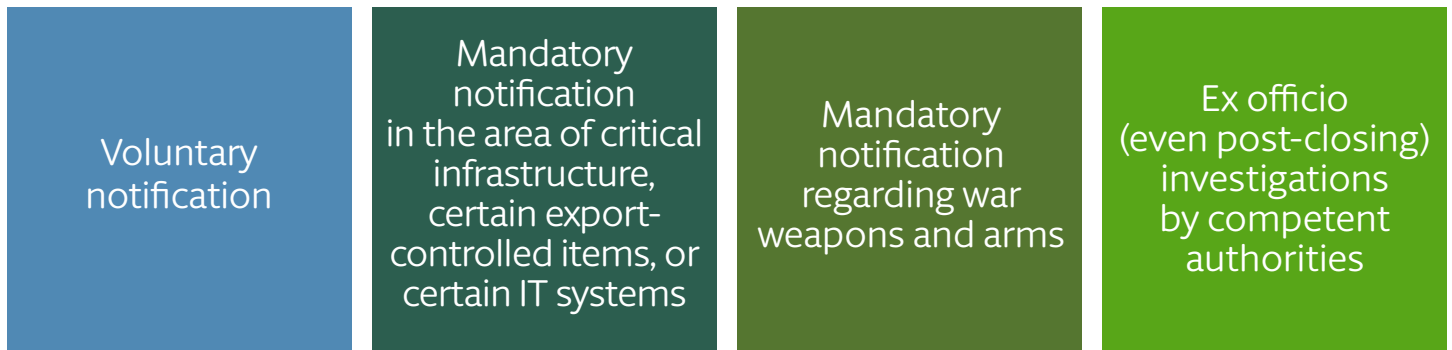 Voluntary
notification
Mandatory
notification
in the area of critical
infrastructure,
certain export-
controlled items, or
certain IT systems
Mandatory
notification
regarding war
weapons and arms
Ex officio
(even post-closing)
investigations
by competent
authorities